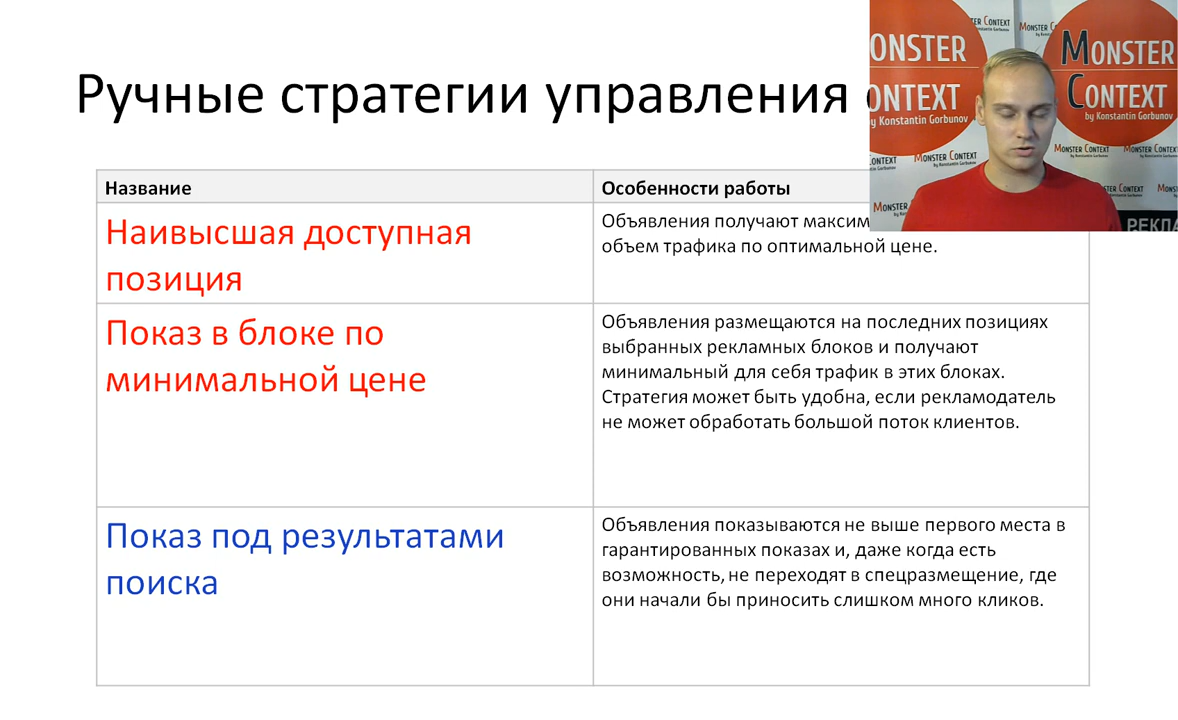 Ручные стратегии управления
Название
Особенности работы
Наивысшая доступная
позиция
Объявления получают
объем трафика по оптимальной цене.
Показ в блоке по
минимальной цене
Объявления размещаются на последних позициях
выбранных рекламных блоков и получают
минимальный для себя трафик в этих блоках.
Стратегия может быть удобна, если рекламодатель
не может обработать большой поток клиентов.
Показ под результатами
поиска
Объявления показываются не выше первого места в
гарантированных показах и, даже когда есть
возможность, не переходят в спецразмещение, где
они начали бы приносить слишком много кликов.
MONSTER
CONTEXT
by Konstantin Gorbunov
MONSTER CONTEXT